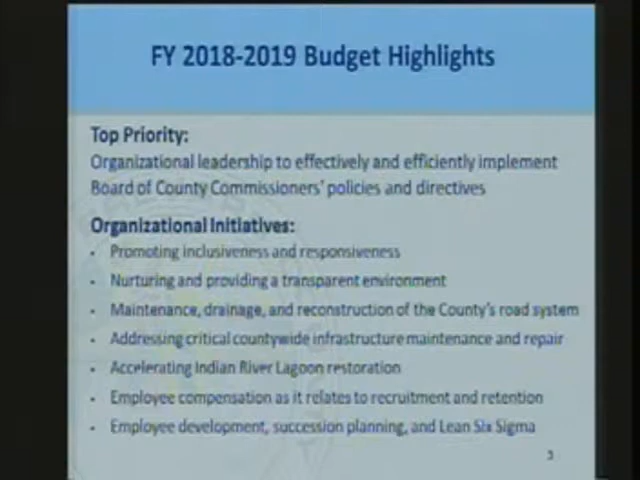 FY 2018-2019 Budget Highlights
Top Priority:
Organizational leadership to effectively and efficiently implement
Board of County Commissioners' policies and directives
Organizational Initiatives:
• Promoting inclusiveness and responsiveness
• Nurturing and providing a transparent environment
• Maintenance, drainage, and reconstruction of the County's road system
• Addressing critical countywide infrastructure maintenance and repair
• Accelerating Indian River Lagoon restoration
• Employee compensation as it relates to recruitment and retention
• Employee development, succession planning, and Lean Six Sigma
3